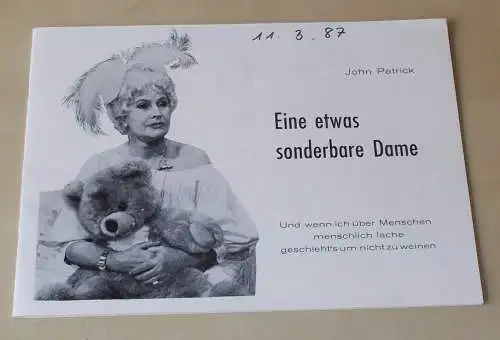 11. 3. 87
John Patrick
Eine etwas
sonderbare Dame
Und wenn ich über Menschen
menschlich lache
geschieht's um nicht zu weinen